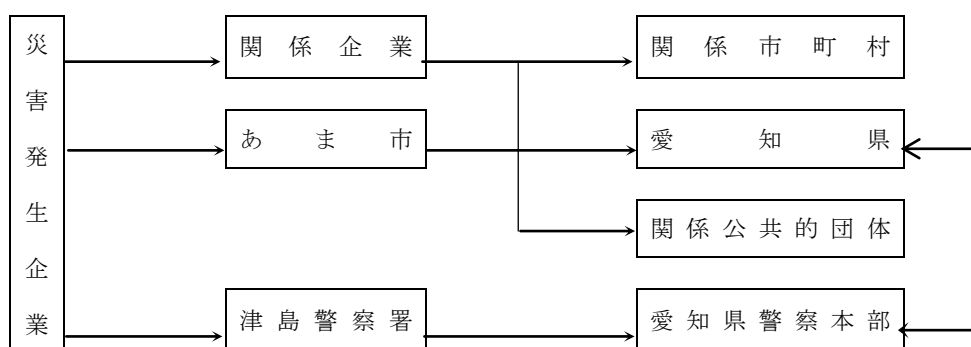 災害発生企業
関係企業
関係市町村
あま市
愛知県
関係公共的団体
津島警察署
愛知県警察本部